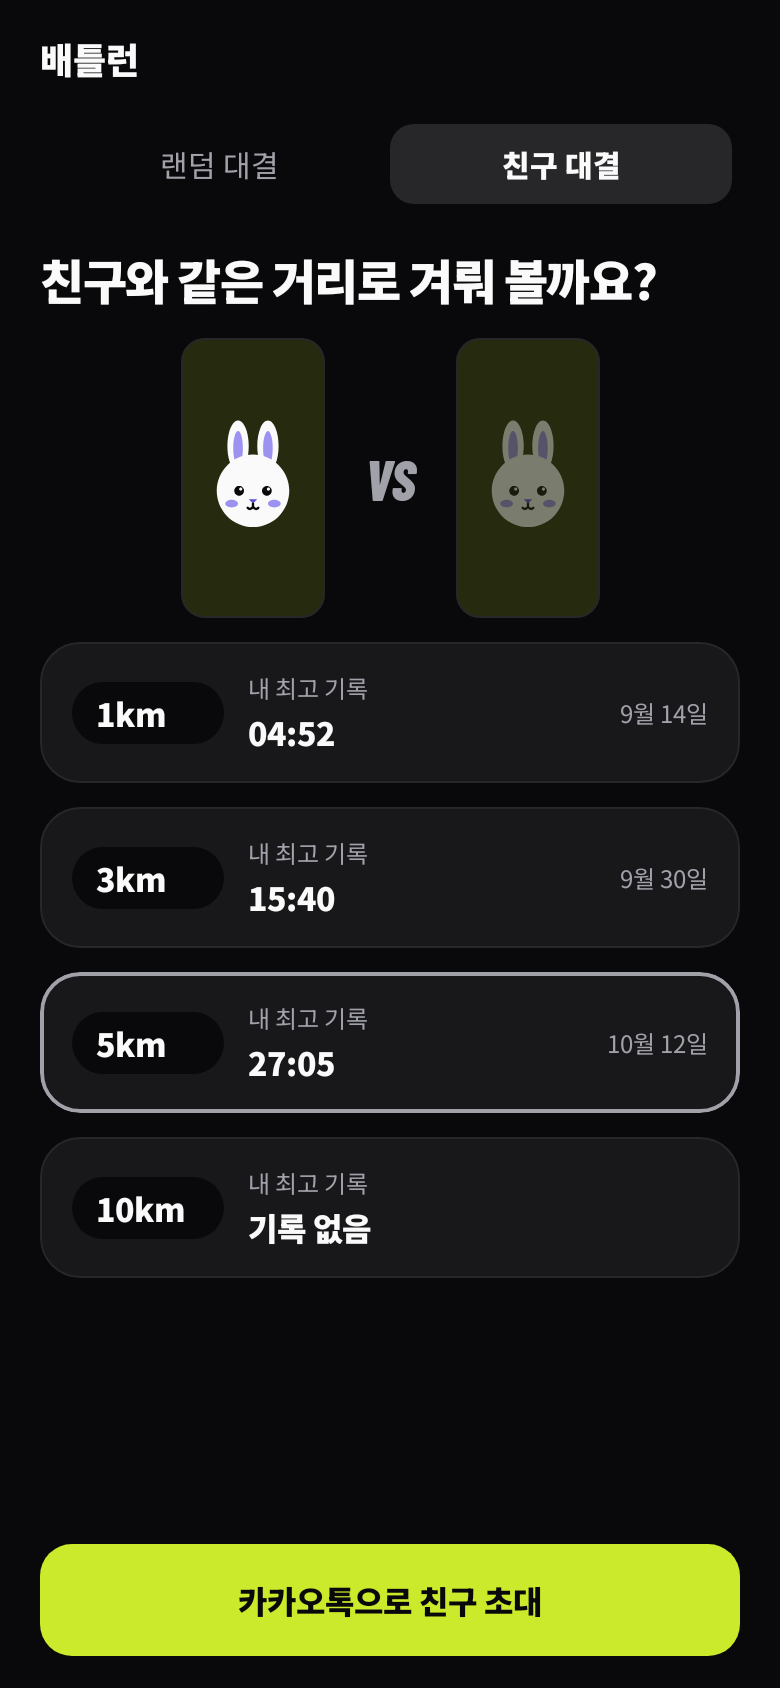 배틀런
랜덤 대결 친구 대결
친구와 같은 거리로 겨뤄 볼까요?
VS
1km
내 최고 기록
04:52
9월 14일
3km
내 최고 기록
15:40
9월 30일
5km
내 최고 기록
27:05
10월 12일
10km
내 최고 기록
기록 없음
카카오톡으로 친구 초대